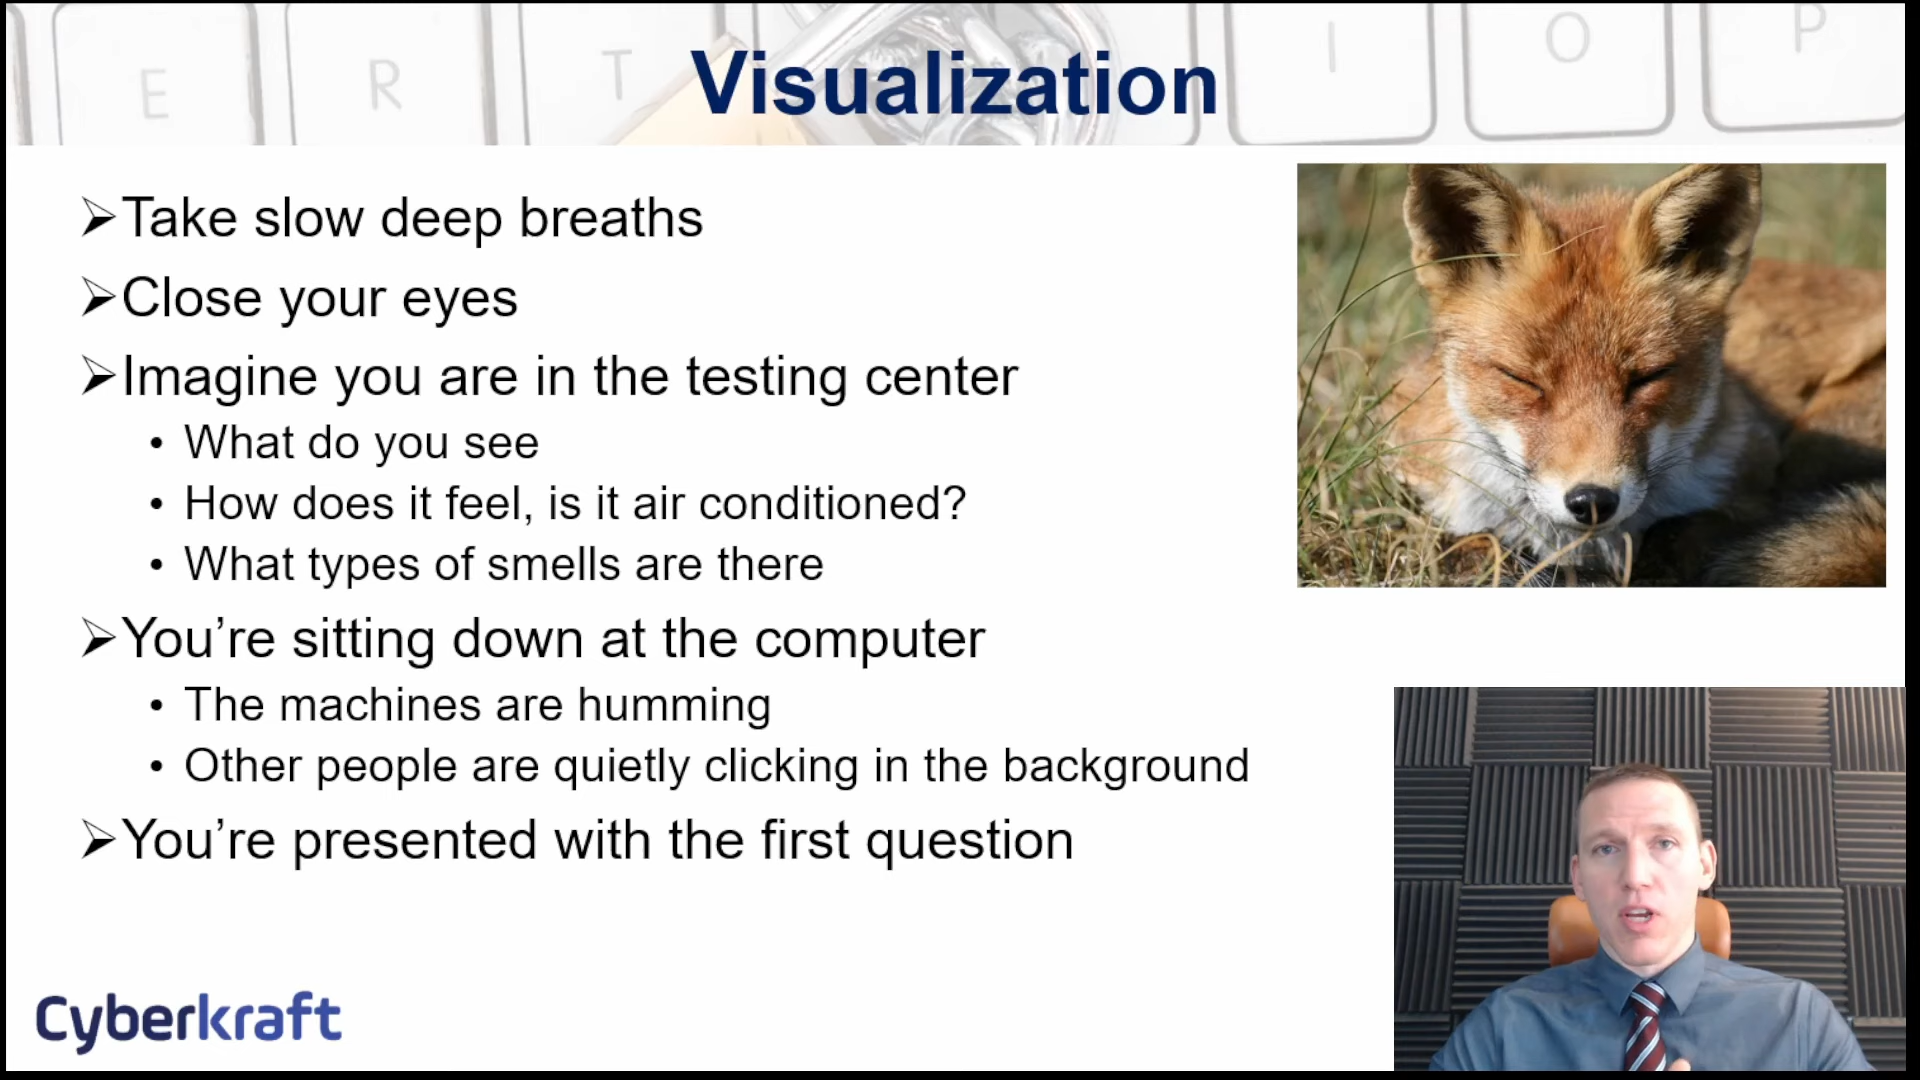 E R T I O P
Visualization
➢Take slow deep breaths
➢Close your eyes
➢Imagine you are in the testing center
• What do you see
• How does it feel, is it air conditioned?
• What types of smells are there
➢You’re sitting down at the computer
• The machines are humming
• Other people are quietly clicking in the background
➢You’re presented with the first question
Cyberkraft